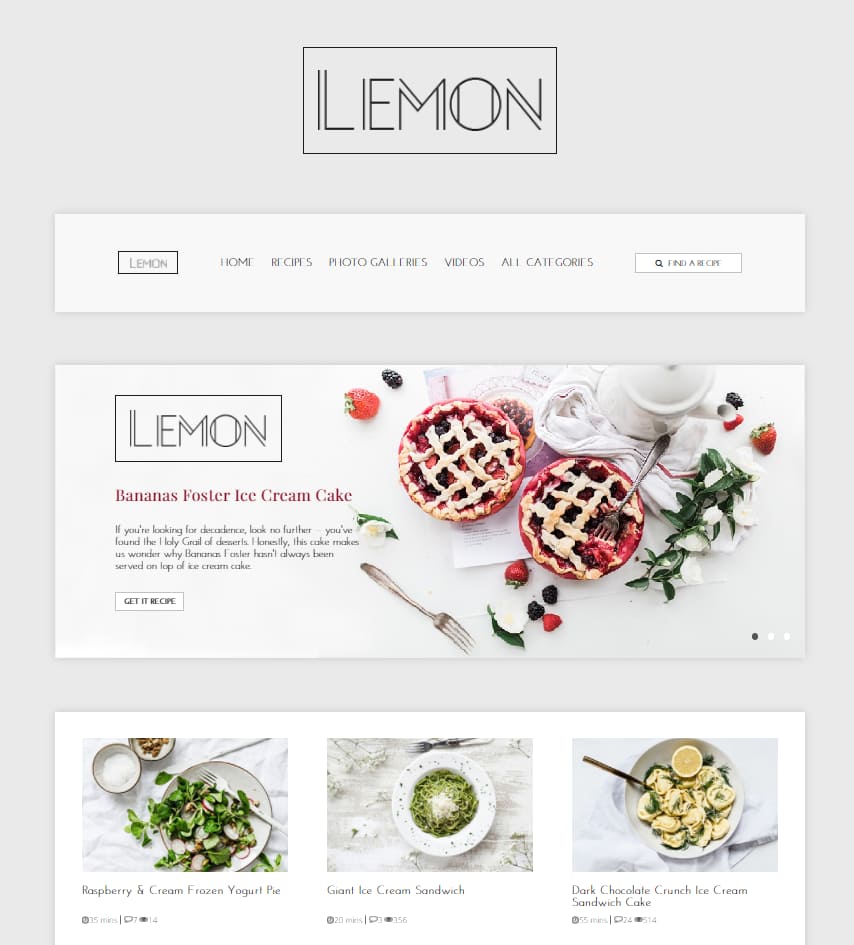 LEMON
LEMON
HOME RECIPES PHOTO GALLERIES VIDEOS ALL CATEGORIES
FIND A RECIPE
LEMON
Bananas Foster Ice Cream Cake
If you're looking for decadence, look no further — you've
found the Holy Grail of desserts. Honestly, this cake makes
us wonder why Bananas Foster hasn't always been
served on top of ice cream cake.
GET IT RECIPE
Raspberry & Cream Frozen Yogurt Pie
35 mins | 7 14
Giant Ice Cream Sandwich
20 mins | 3 356
Dark Chocolate Crunch Ice Cream
Sandwich Cake
55 mins | 24 514